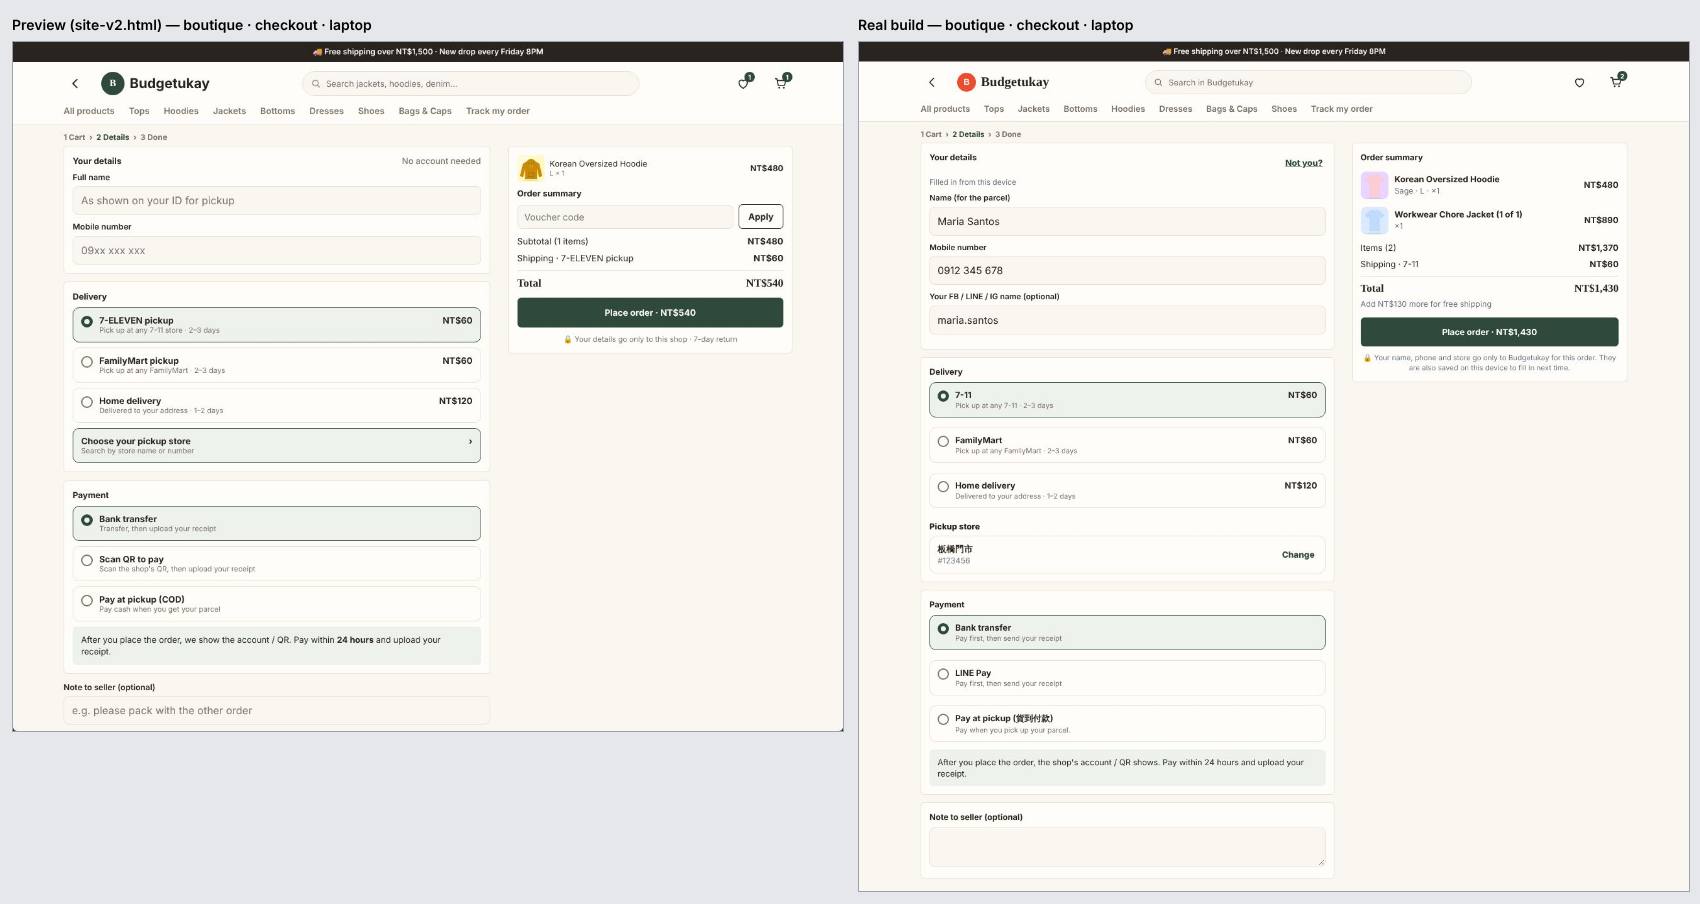 Preview (site-v2.html) — boutique · checkout · laptop
🚚 Free shipping over NT$1,500 · New drop every Friday 8PM
B Budgetukay
Search jackets, hoodies, denim...
1
1
All products Tops Hoodies Jackets Bottoms Dresses Shoes Bags & Caps Track my order
1 Cart › 2 Details › 3 Done
Your details No account needed
Full name
As shown on your ID for pickup
Mobile number
09xx xxx xxx
Delivery
7-ELEVEN pickup NT$60
Pick up at any 7-11 store · 2–3 days
FamilyMart pickup NT$60
Pick up at any FamilyMart · 2–3 days
Home delivery NT$120
Delivered to your address · 1–2 days
Choose your pickup store ›
Search by store name or number
Payment
Bank transfer
Transfer, then upload your receipt
Scan QR to pay
Scan the shop's QR, then upload your receipt
Pay at pickup (COD)
Pay cash when you get your parcel
After you place the order, we show the account / QR. Pay within 24 hours and upload your
receipt.
Note to seller (optional)
e.g. please pack with the other order
Korean Oversized Hoodie NT$480
L × 1
Order summary
Voucher code Apply
Subtotal (1 items) NT$480
Shipping · 7-ELEVEN pickup NT$60
Total NT$540
Place order · NT$540
🔒 Your details go only to this shop · 7-day return
Real build — boutique · checkout · laptop
🚚 Free shipping over NT$1,500 · New drop every Friday 8PM
B Budgetukay
Search in Budgetukay
2
All products Tops Jackets Bottoms Hoodies Dresses Bags & Caps Shoes Track my order
1 Cart › 2 Details › 3 Done
Your details Not you?
Filled in from this device
Name (for the parcel)
Maria Santos
Mobile number
0912 345 678
Your FB / LINE / IG name (optional)
maria.santos
Delivery
7-11 NT$60
Pick up at any 7-11 · 2–3 days
FamilyMart NT$60
Pick up at any FamilyMart · 2–3 days
Home delivery NT$120
Delivered to your address · 1–2 days
Pickup store
板橋門市
#123456
Change
Payment
Bank transfer
Pay first, then send your receipt
LINE Pay
Pay first, then send your receipt
Pay at pickup (貨到付款)
Pay when you pick up your parcel.
After you place the order, the shop's account / QR shows. Pay within 24 hours and upload your
receipt.
Note to seller (optional)
Order summary
Korean Oversized Hoodie NT$480
Sage · L · ×1
Workwear Chore Jacket (1 of 1) NT$890
×1
Items (2) NT$1,370
Shipping · 7-11 NT$60
Total NT$1,430
Add NT$130 more for free shipping
Place order · NT$1,430
🔒 Your name, phone and store go only to Budgetukay for this order. They
are also saved on this device to fill in next time.